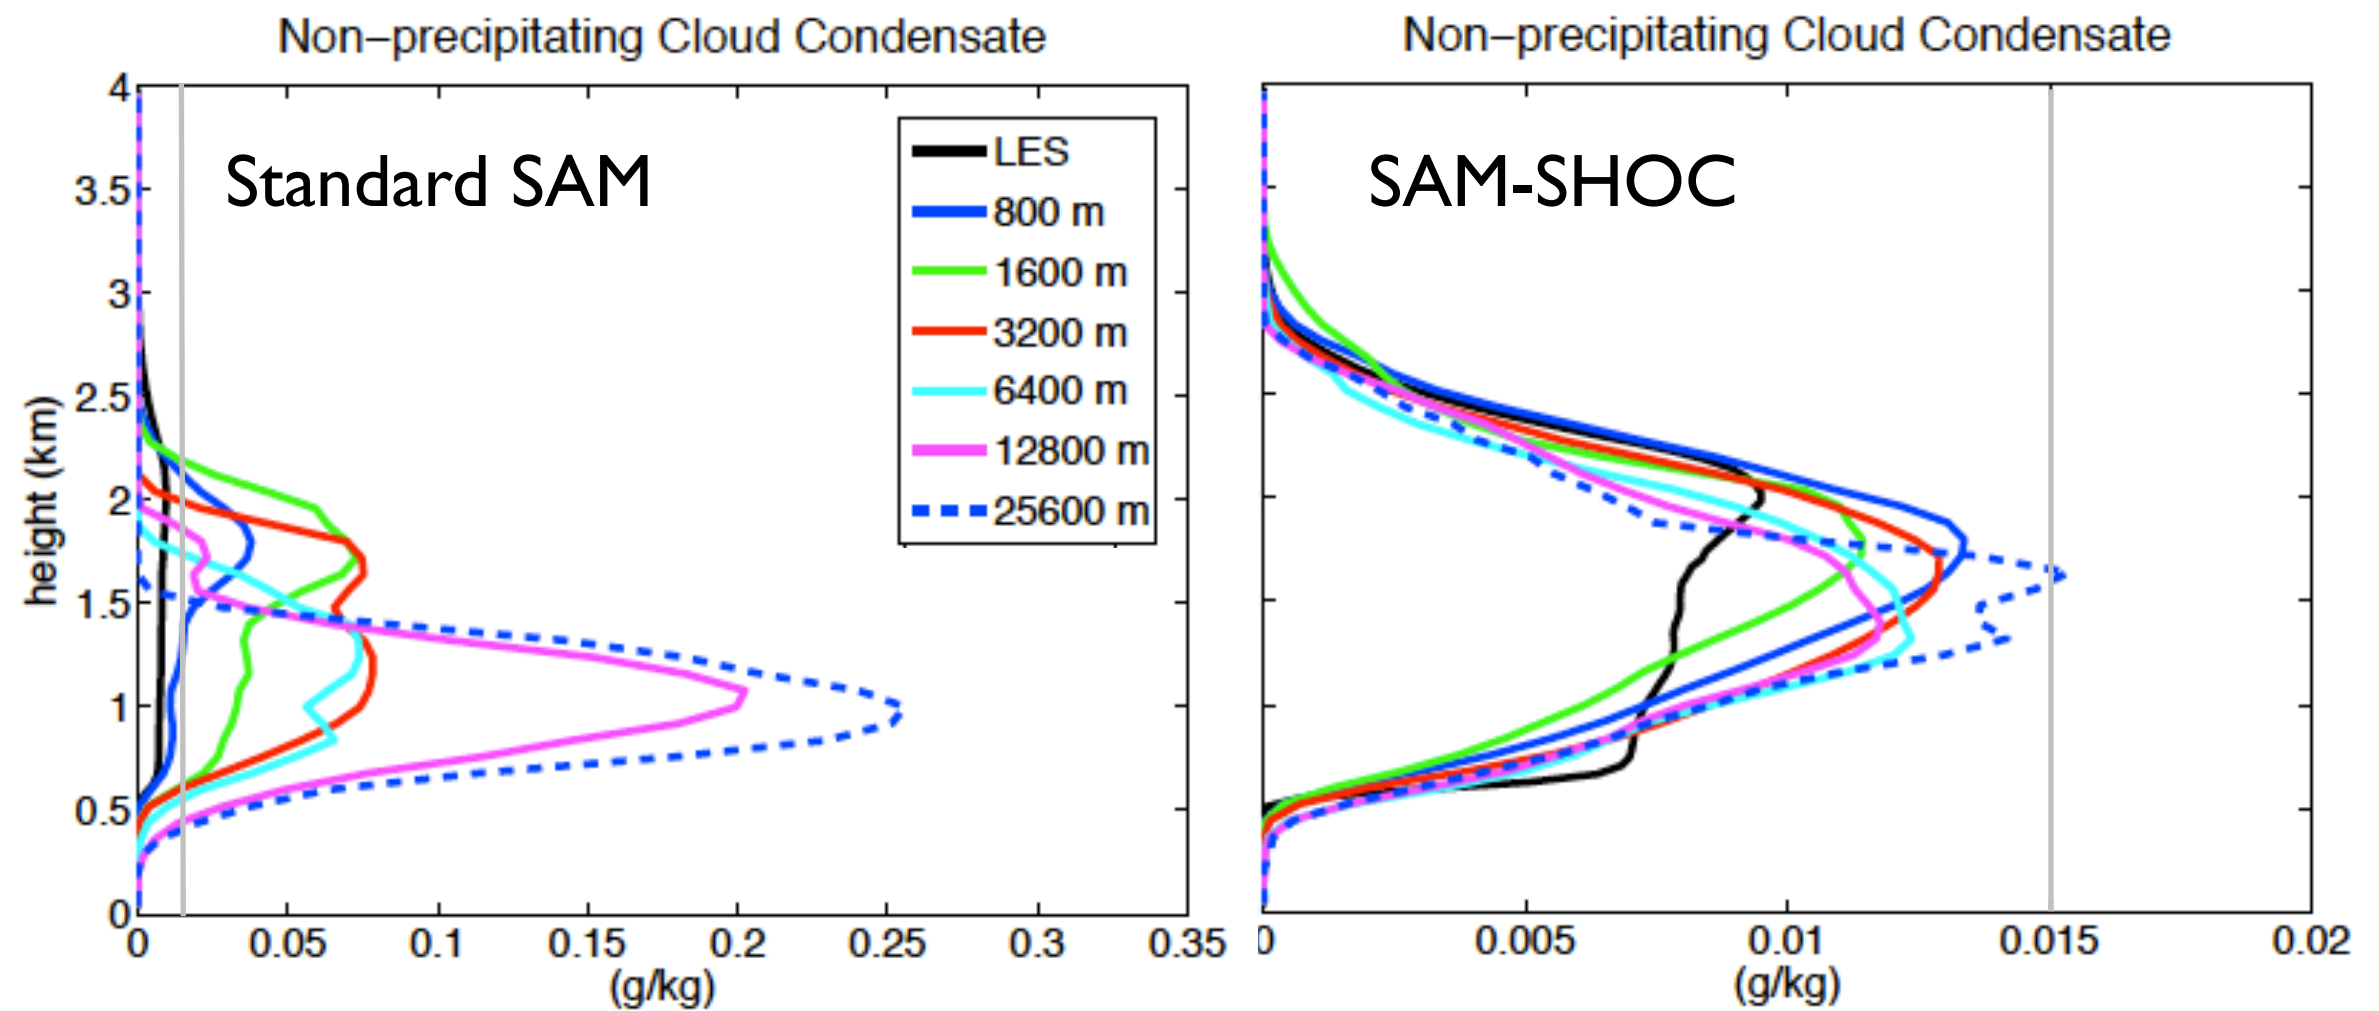 Non-precipitating Cloud Condensate
Standard SAM
LES
800 m
1600 m
3200 m
6400 m
12800 m
25600 m
height (km)
4
3.5
3
2.5
2
1.5
1
0.5
0
0 0.05 0.1 0.15 0.2 0.25 0.3 0.35
(g/kg)
Non-precipitating Cloud Condensate
SAM-SHOC
0 0.005 0.01 0.015 0.02
(g/kg)